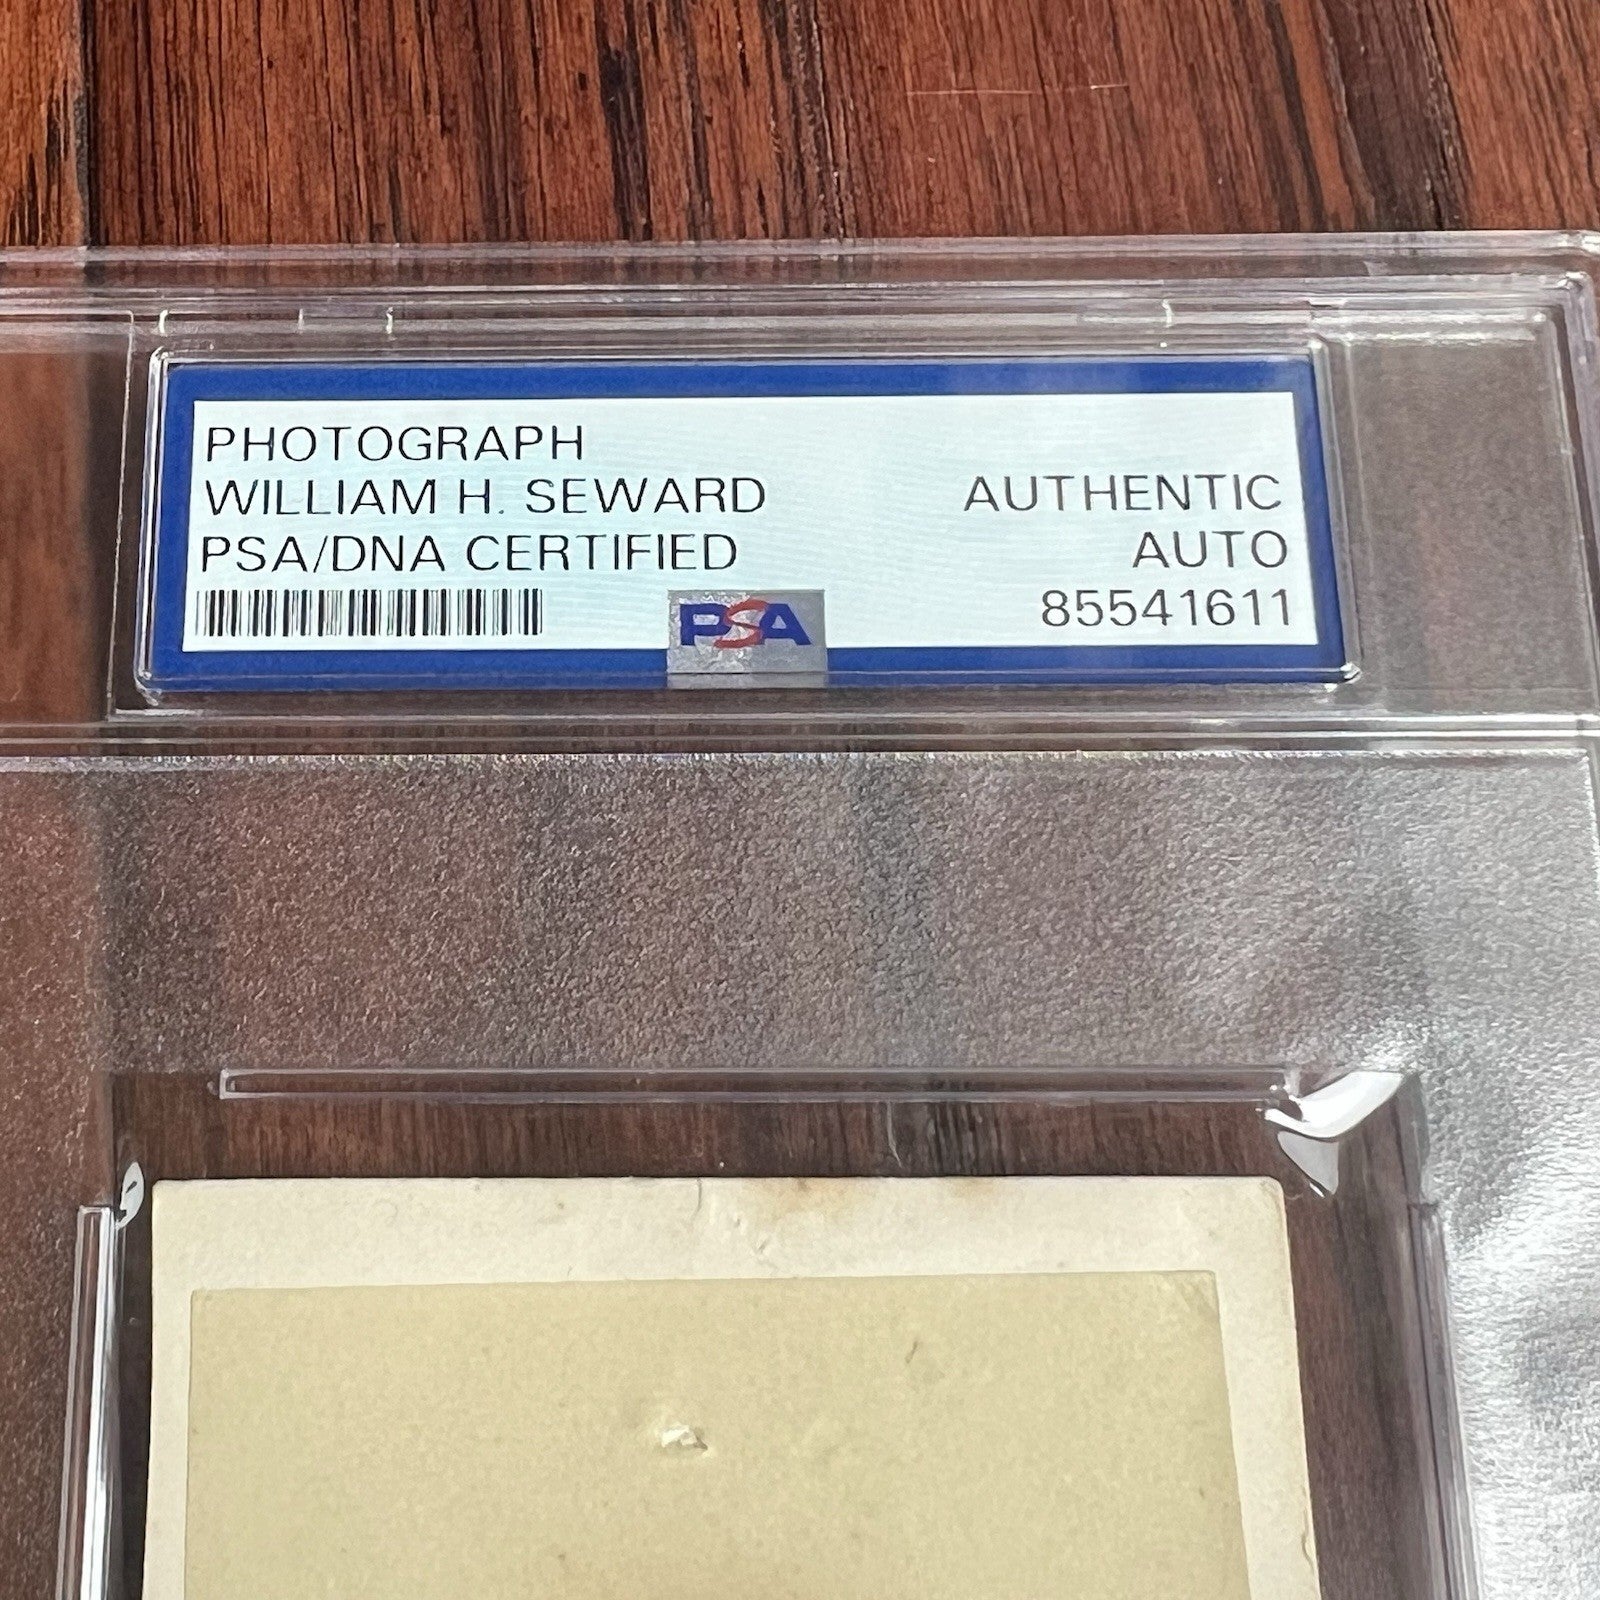 PHOTOGRAPH
WILLIAM H. SEWARD
PSA/DNA CERTIFIED
AUTHENTIC
AUTO
85541611
PSA